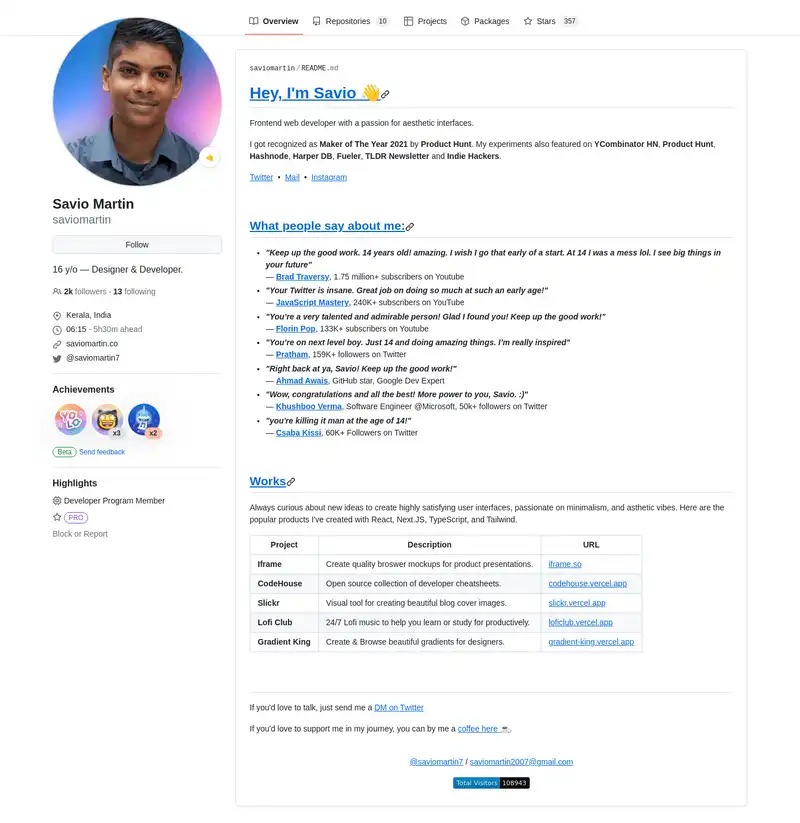 Overview
Repositories 10
Projects
Packages
Stars 357
Savio Martin
saviomartin
Follow
16 y/o — Designer & Developer.
2k followers · 13 following
Kerala, India
06:15 - 5h30m ahead
saviomartin.co
@saviomartin7
Achievements
YOLO
x3
x2
Beta Send feedback
Highlights
Developer Program Member
PRO
Block or Report
saviomartin/README.md
Hey, I'm Savio 👋
Frontend web developer with a passion for aesthetic interfaces.
I got recognized as Maker of The Year 2021 by Product Hunt. My experiments also featured on YCombinator HN, Product Hunt,
Hashnode, Harper DB, Fueler, TLDR Newsletter and Indie Hackers.
Twitter • Mail • Instagram
What people say about me:
• "Keep up the good work. 14 years old! amazing. I wish I go that early of a start. At 14 I was a mess lol. I see big things in
your future"
— Brad Traversy, 1.75 million+ subscribers on Youtube
• "Your Twitter is insane. Great job on doing so much at such an early age!"
— JavaScript Mastery, 240K+ subscribers on YouTube
• "You're a very talented and admirable person! Glad I found you! Keep up the good work!"
— Florin Pop, 133K+ subscribers on Youtube
• "You're on next level boy. Just 14 and doing amazing things. I'm really inspired"
— Pratham, 159K+ followers on Twitter
• "Right back at ya, Savio! Keep up the good work!"
— Ahmad Awais, GitHub star, Google Dev Expert
• "Wow, congratulations and all the best! More power to you, Savio. :)"
— Khushboo Verma, Software Engineer @Microsoft, 50k+ followers on Twitter
• "you're killing it man at the age of 14!"
— Csaba Kissi, 60K+ Followers on Twitter
Works
Always curious about new ideas to create highly satisfying user interfaces, passionate on minimalism, and asthetic vibes. Here are the
popular products I've created with React, Next.JS, TypeScript, and Tailwind.
Project Description URL
Iframe Create quality broswer mockups for product presentations. iframe.so
CodeHouse Open source collection of developer cheatsheets. codehouse.vercel.app
Slickr Visual tool for creating beautiful blog cover images. slickr.vercel.app
Lofi Club 24/7 Lofi music to help you learn or study for productively. loficlub.vercel.app
Gradient King Create & Browse beautiful gradients for designers. gradient-king.vercel.app
If you'd love to talk, just send me a DM on Twitter
If you'd love to support me in my journey, you can by me a coffee here ☕.
@saviomartin7 / saviomartin2007@gmail.com
Total Visitors 108943